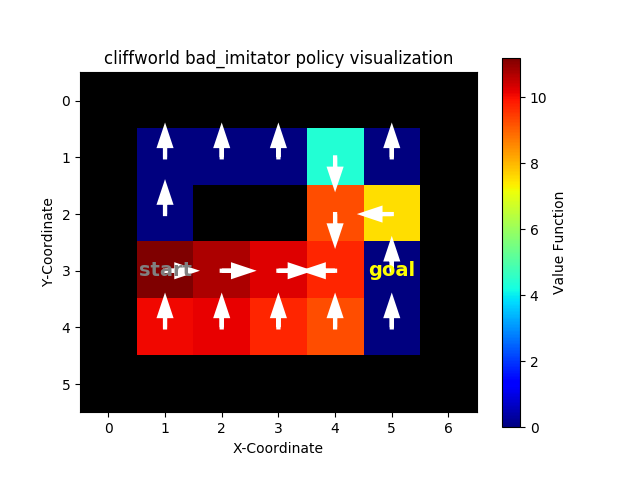 cliffworld bad_imitator policy visualization
Y-Coordinate
0
1
2
3
4
5
start
goal
0 1 2 3 4 5 6
X-Coordinate
10
8
6
4
2
0
Value Function